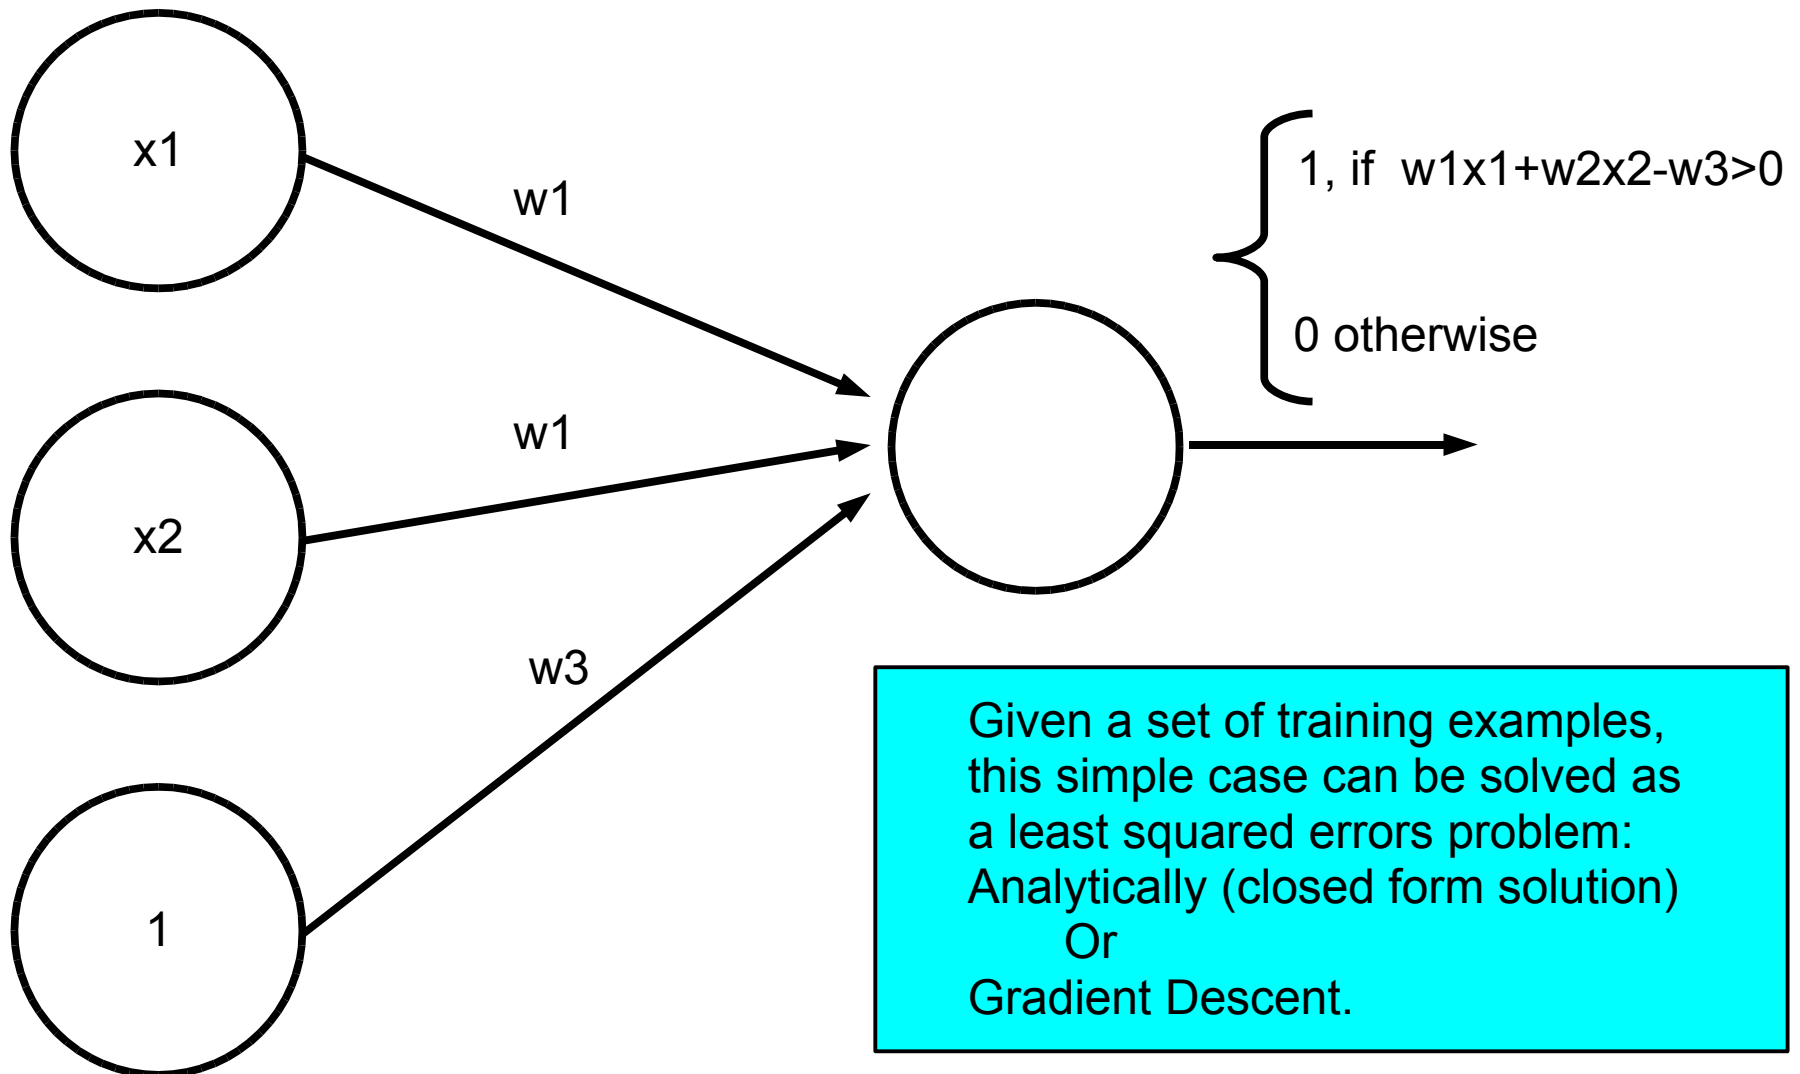 x1
w1
1, if  w1x1+w2x2-w3>0
0 otherwise
w1
x2
w3
1
Given a set of training examples,
this simple case can be solved as
a least squared errors problem:
Analytically (closed form solution)
Or
Gradient Descent.